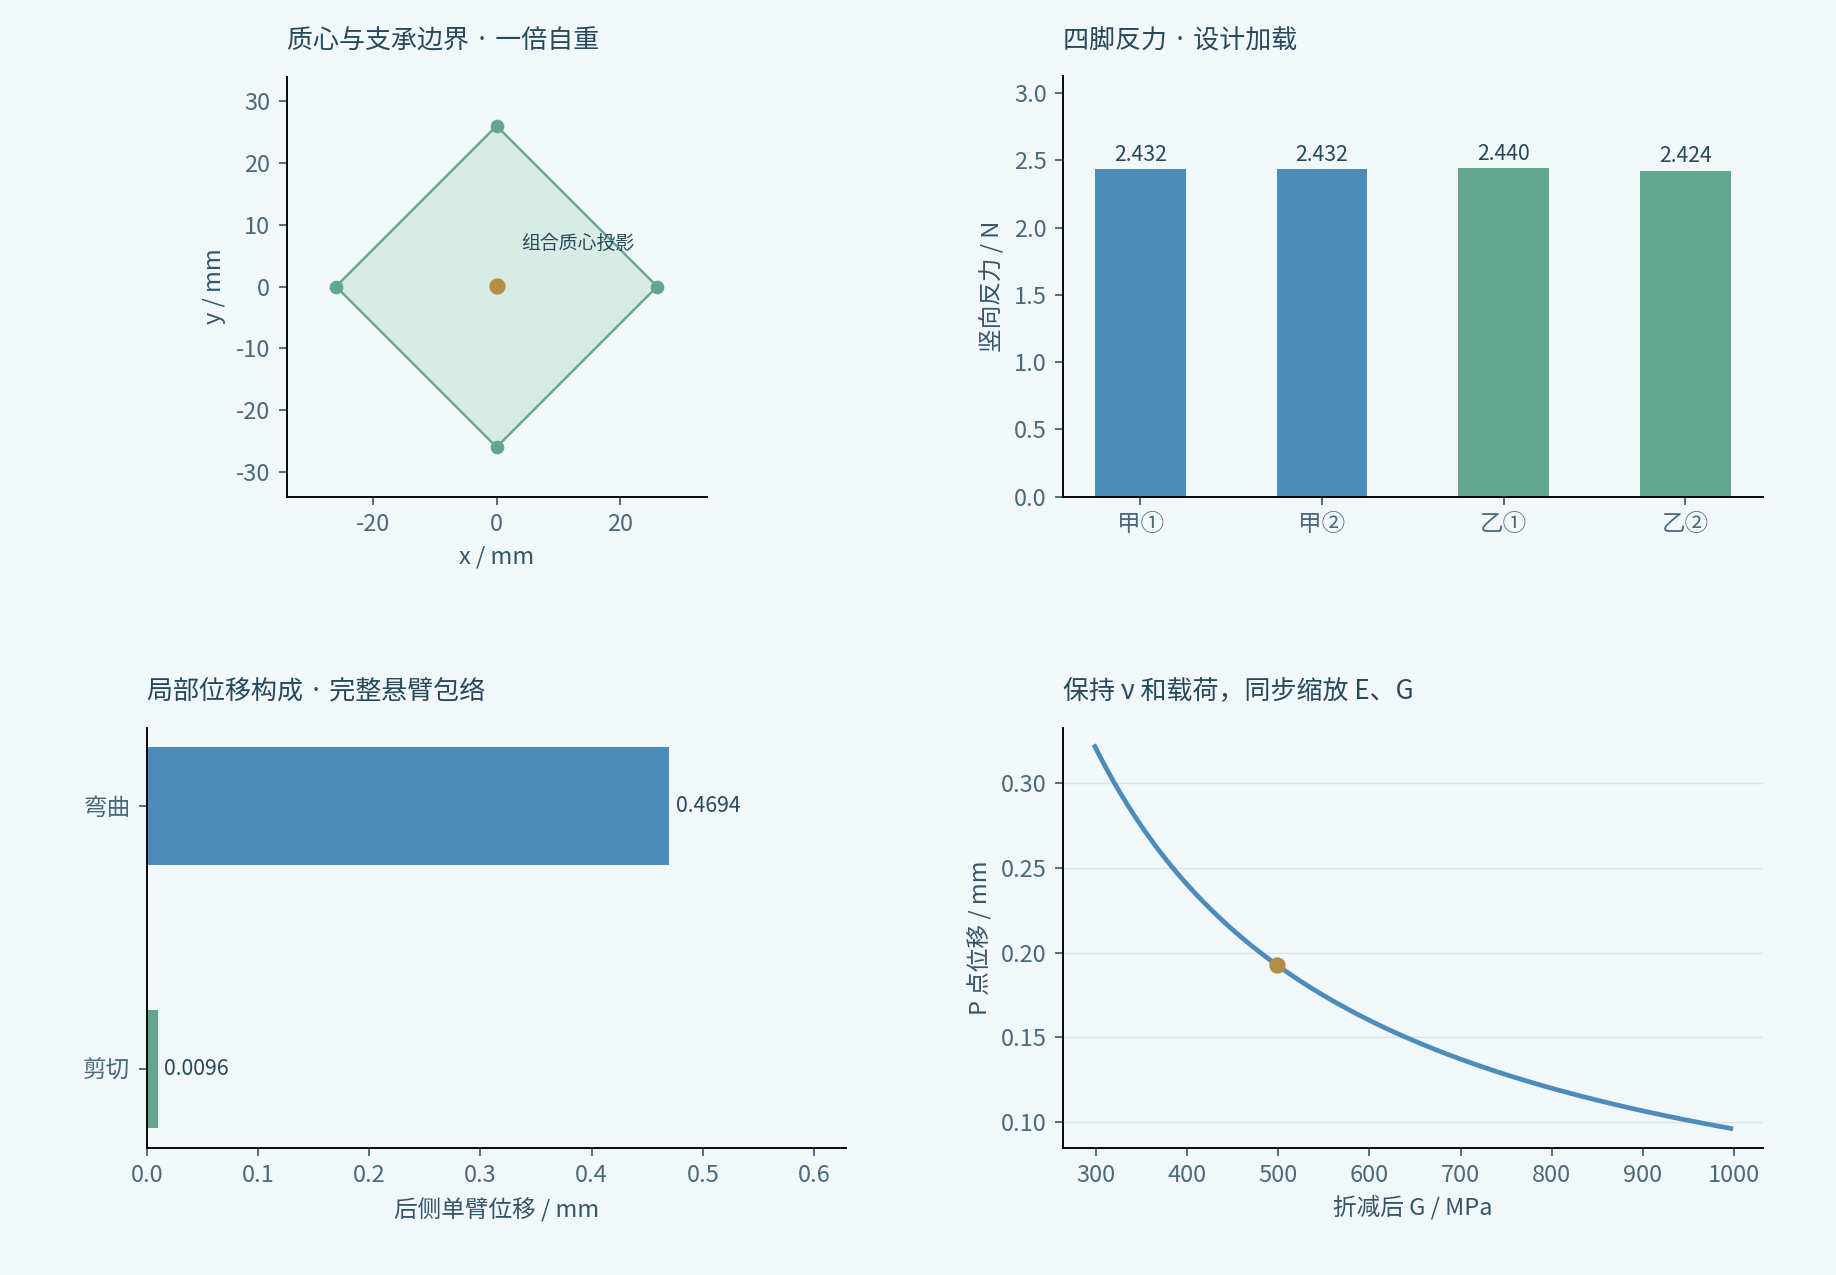 质心与支承边界 · 一倍自重
30
20
10
0
-10
-20
-30
y / mm
组合质心投影
-20
0
20
x / mm
四脚反力 · 设计加载
3.0
2.5
2.0
1.5
1.0
0.5
0.0
竖向反力 / N
2.432
2.432
2.440
2.424
甲①
甲②
乙①
乙②
局部位移构成 · 完整悬臂包络
弯曲
0.4694
剪切
0.0096
0.0
0.1
0.2
0.3
0.4
0.5
0.6
后侧单臂位移 / mm
保持 ν 和载荷，同步缩放 E、G
0.30
0.25
0.20
0.15
0.10
P 点位移 / mm
300
400
500
600
700
800
900
1000
折减后 G / MPa